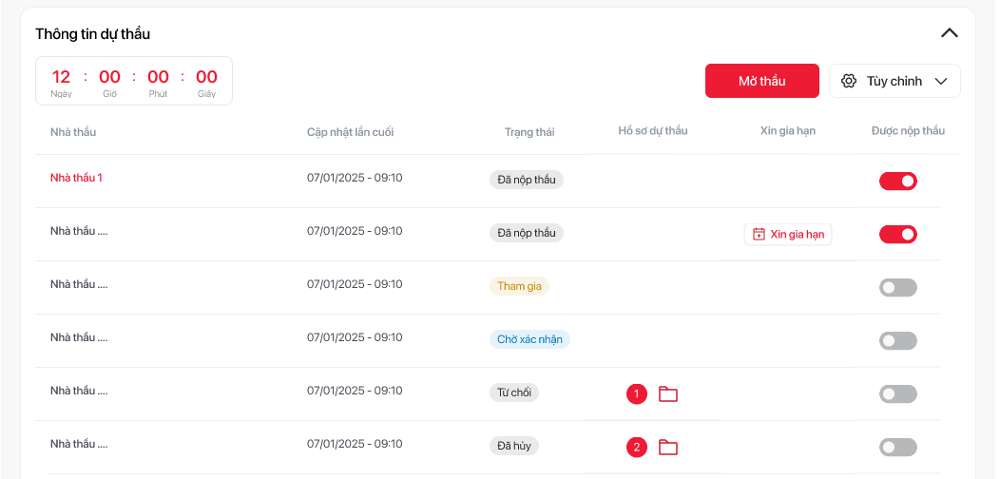 Thông tin dự thầu
12 : 00 : 00 : 00
Ngày Giờ Phút Giây
Mở thầu
Tùy chỉnh
Nhà thầu Cập nhật lần cuối Trạng thái Hồ sơ dự thầu Xin gia hạn Được nộp thầu
Nhà thầu 1 07/01/2025 - 09:10 Đã nộp thầu
Nhà thầu .... 07/01/2025 - 09:10 Đã nộp thầu Xin gia hạn
Nhà thầu .... 07/01/2025 - 09:10 Tham gia
Nhà thầu .... 07/01/2025 - 09:10 Chờ xác nhận
Nhà thầu .... 07/01/2025 - 09:10 Từ chối 1
Nhà thầu .... 07/01/2025 - 09:10 Đã hủy 2